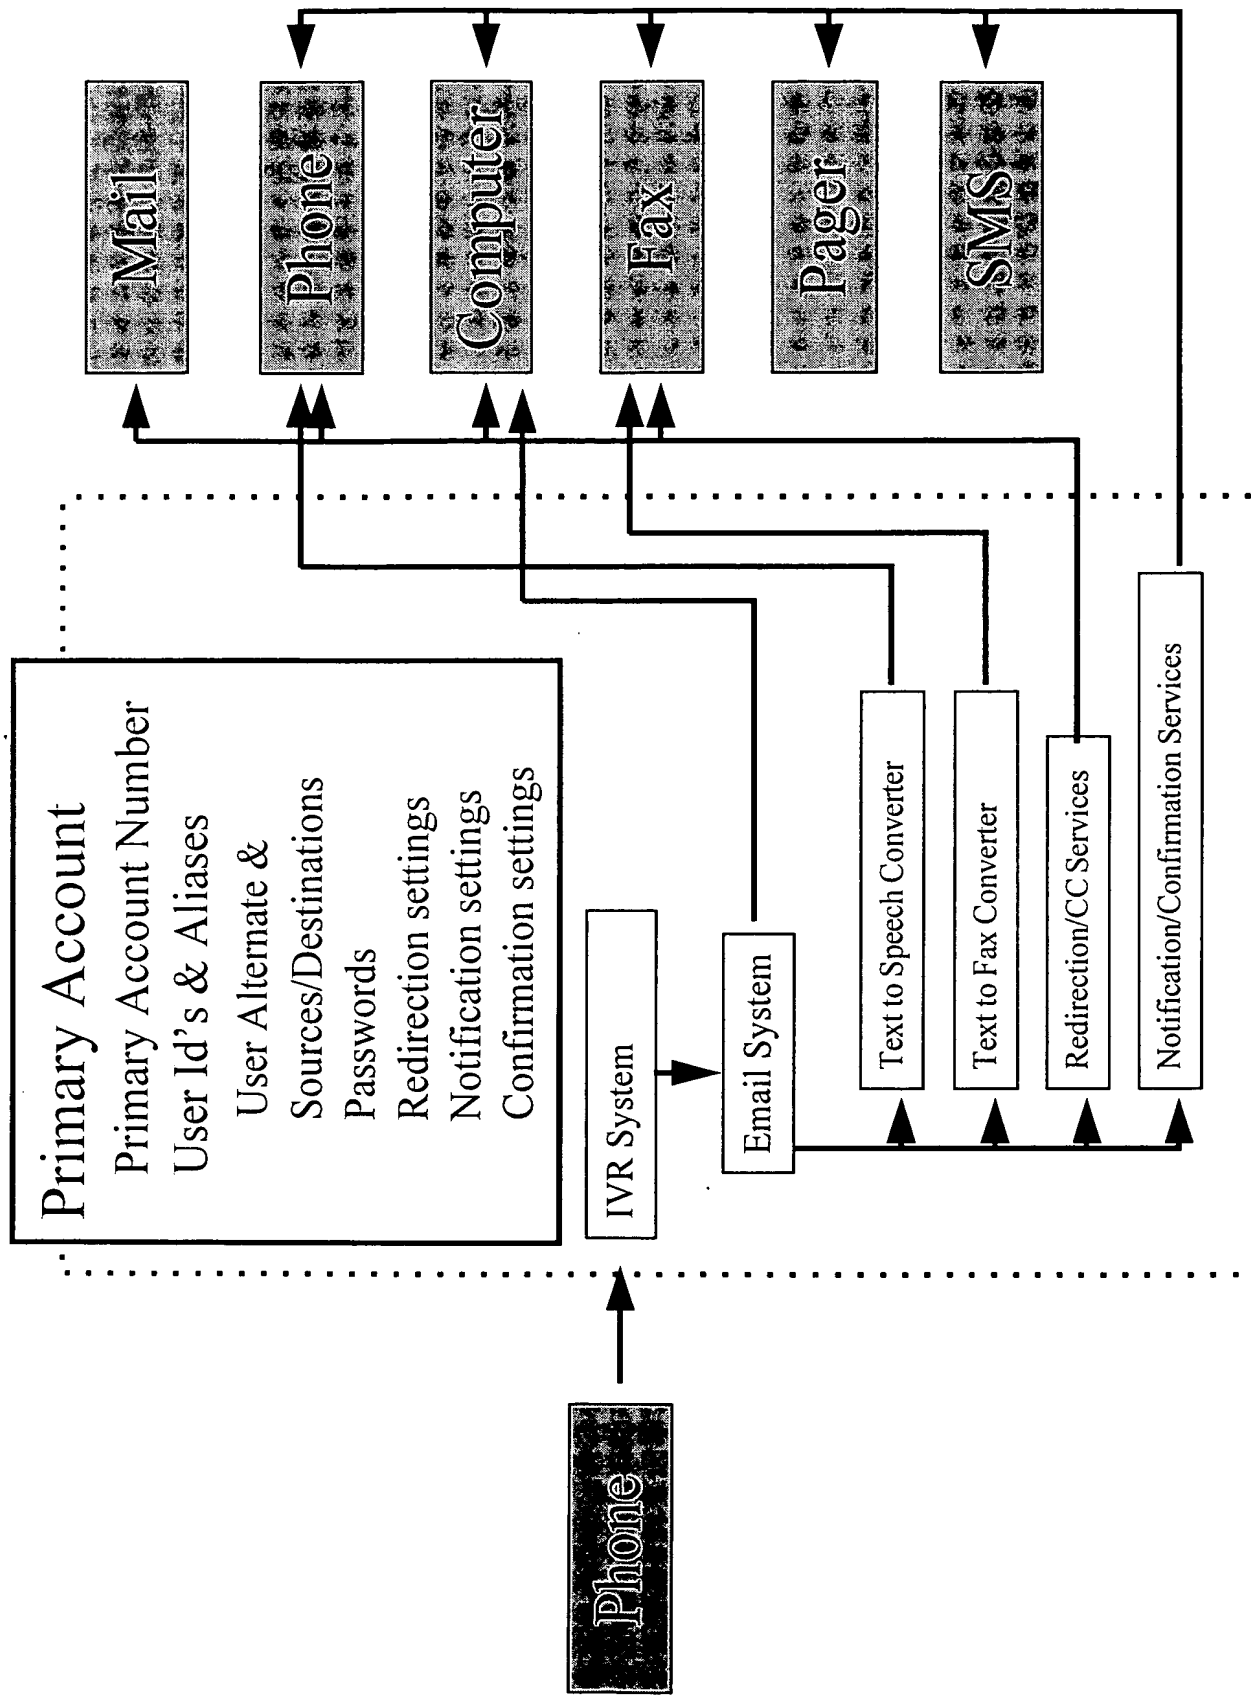 Primary Account
Primary Account Number
User Id's & Aliases
User Alternate &
Sources/Destinations
Passwords
Redirection settings
Notification settings
Confirmation settings
Phone
IVR System
Email System
Text to Speech Converter
Text to Fax Converter
Redirection/CC Services
Notification/Confirmation Services
Mail
Phone
Computer
Fax
Pager
SMS